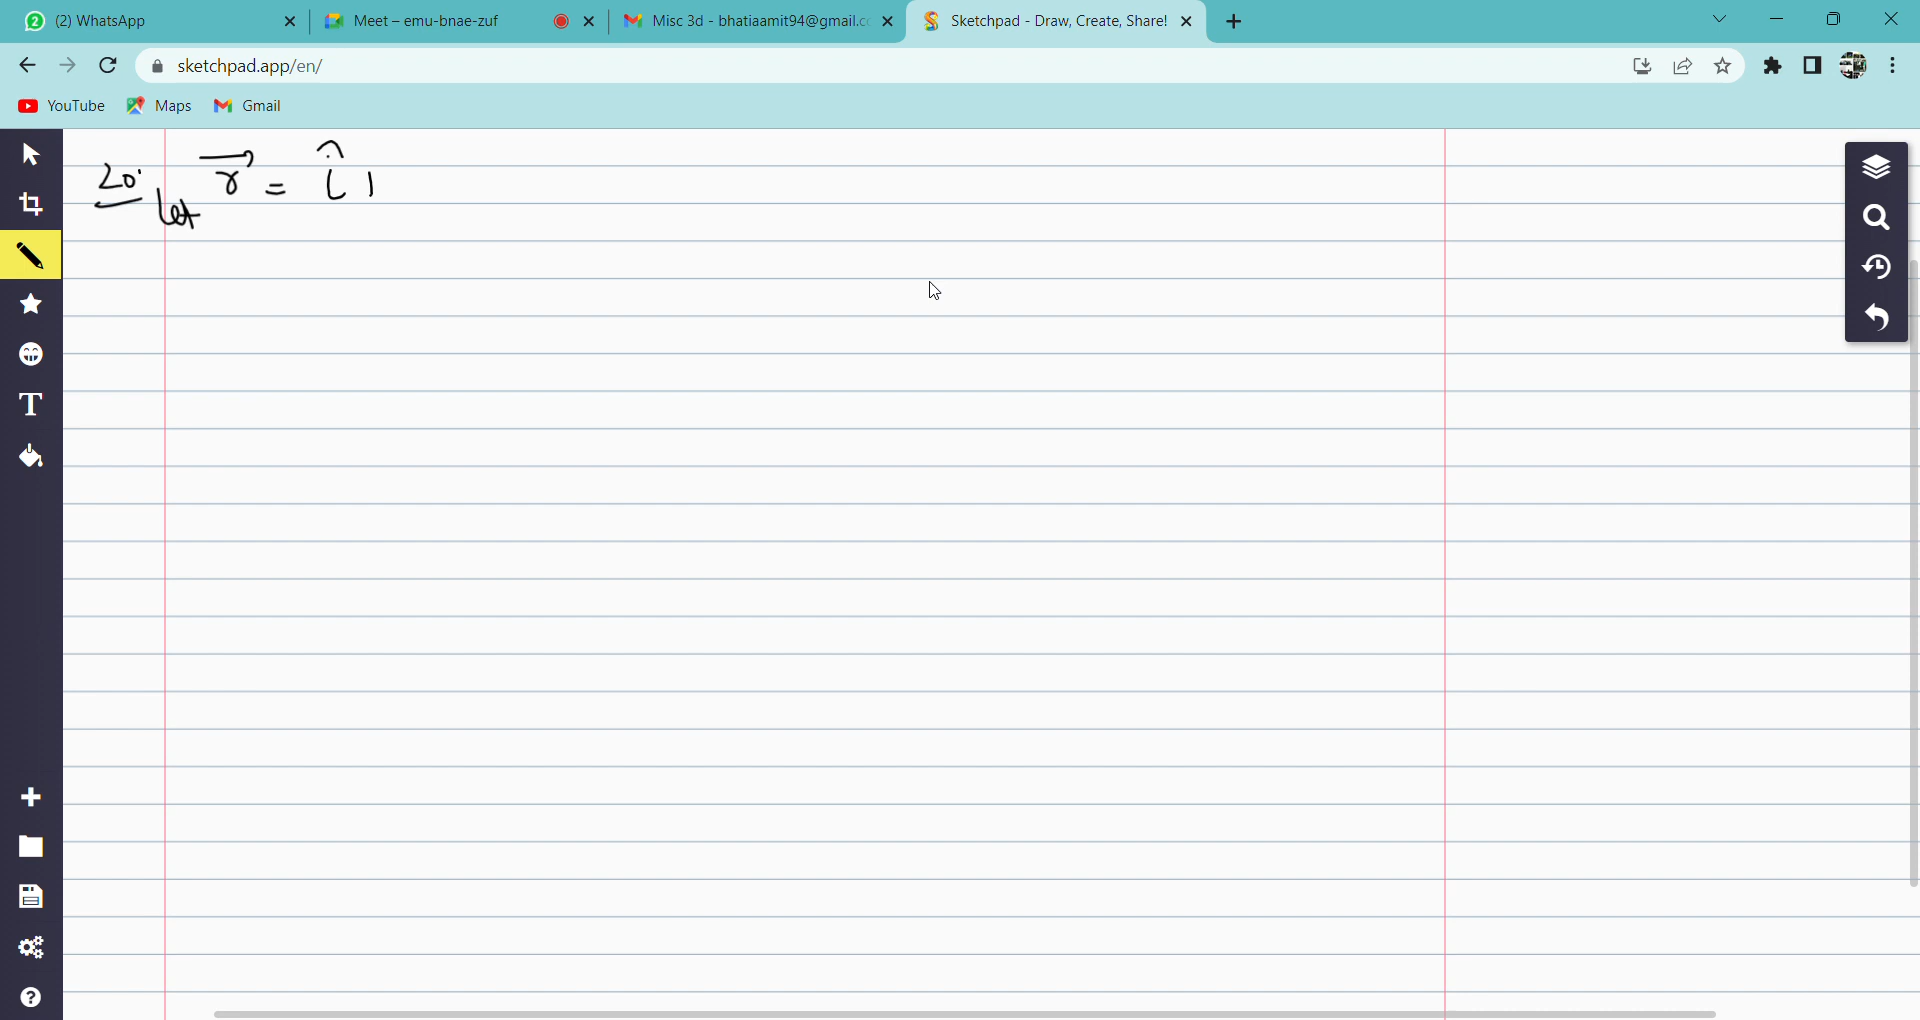 (2) WhatsApp
Meet – emu-bnae-zuf
Misc 3d - bhatiaamit94@gmail.co
Sketchpad - Draw, Create, Share!
sketchpad.app/en/
YouTube
Maps
Gmail
20. let r⃗ = î
T